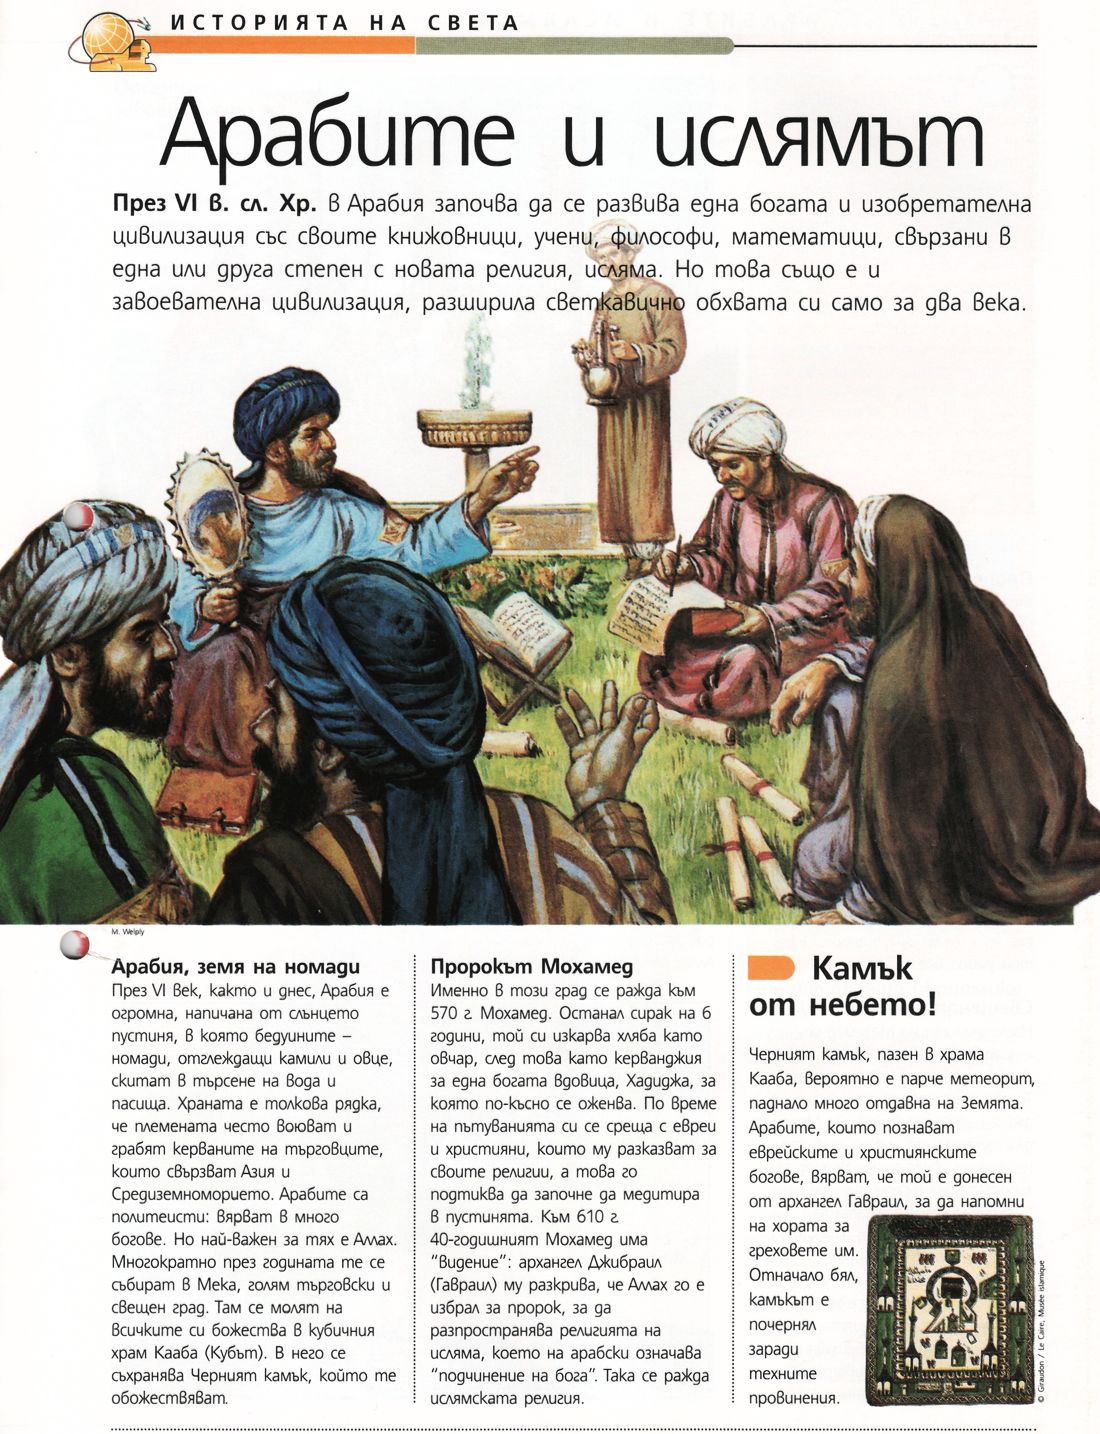 ИСТОРИЯТА НА СВЕТА
Арабите и ислямът
През VI в. сл. Хр. в Арабия започва да се развива една богата и изобретателна
цивилизация със своите книжовници, учени, философи, математици, свързани в
една или друга степен с новата религия, исляма. Но това също е и
завоевателна цивилизация, разширила светкавично обхвата си само за два века.
M. Welply
Арабия, земя на номади
През VI век, както и днес, Арабия е
огромна, напичана от слънцето
пустиня, в която бедуините –
номади, отглеждащи камили и овце,
скитат в търсене на вода и
пасища. Храната е толкова рядка,
че племената често воюват и
грабят керваните на търговците,
които свързват Азия и
Средиземноморието. Арабите са
политеисти: вярват в много
богове. Но най-важен за тях е Аллах.
Многократно през годината те се
събират в Мека, голям търговски и
свещен град. Там се молят на
всичките си божества в кубичния
храм Кааба (Кубът). В него се
съхранява Черният камък, който те
обожествяват.
Пророкът Мохамед
Именно в този град се ражда към
570 г. Мохамед. Останал сирак на 6
години, той си изкарва хляба като
овчар, след това като керванджия
за една богата вдовица, Хадиджа, за
която по-късно се оженва. По време
на пътуванията си се среща с евреи
и християни, които му разказват за
своите религии, а това го
подтиква да започне да медитира
в пустинята. Към 610 г.
40-годишният Мохамед има
"видение": архангел Джибраил
(Гавраил) му разкрива, че Аллах го е
избрал за пророк, за да
разпространява религията на
исляма, което на арабски означава
"подчинение на бога". Така се ражда
ислямската религия.
Камък
от небето!
Черният камък, пазен в храма
Кааба, вероятно е парче метеорит,
паднало много отдавна на Земята.
Арабите, които познават
еврейските и християнските
богове, вярват, че той е донесен
от архангел Гавраил, за да напомни
на хората за
греховете им.
Отначало бял,
камъкът е
почернял
заради
техните
провинения.
© Giraudon / Le Caire, Musée islamique